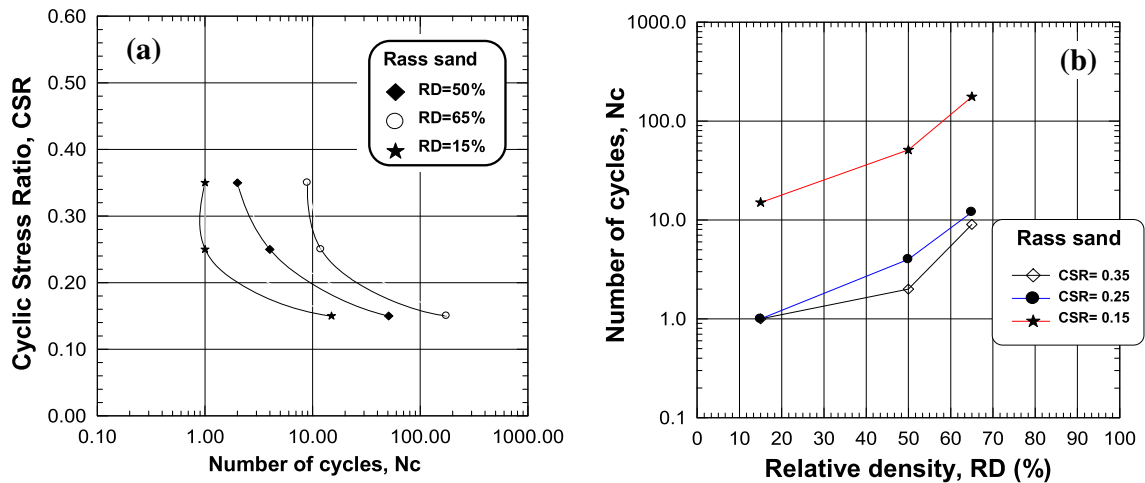 (a)
Cyclic Stress Ratio, CSR
0.60
0.50
0.40
0.30
0.20
0.10
0.00
Rass sand
RD=50%
RD=65%
RD=15%
0.10 1.00 10.00 100.00 1000.00
Number of cycles, Nc
(b)
Number of cycles, Nc
1000.0
100.0
10.0
1.0
0.1
Rass sand
CSR= 0.35
CSR= 0.25
CSR= 0.15
0 10 20 30 40 50 60 70 80 90 100
Relative density, RD (%)